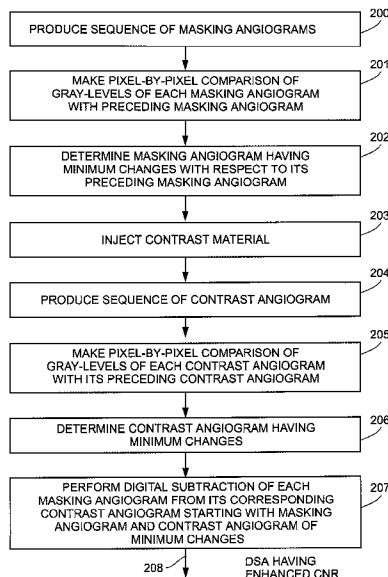 200
PRODUCE SEQUENCE OF MASKING ANGIOGRAMS
201
MAKE PIXEL-BY-PIXEL COMPARISON OF
GRAY-LEVELS OF EACH MASKING ANGIOGRAM
WITH PRECEDING MASKING ANGIOGRAM
202
DETERMINE MASKING ANGIOGRAM HAVING
MINIMUM CHANGES WITH RESPECT TO ITS
PRECEDING MASKING ANGIOGRAM
203
INJECT CONTRAST MATERIAL
204
PRODUCE SEQUENCE OF CONTRAST ANGIOGRAM
205
MAKE PIXEL-BY-PIXEL COMPARISON OF
GRAY-LEVELS OF EACH CONTRAST ANGIOGRAM
WITH ITS PRECEDING CONTRAST ANGIOGRAM
206
DETERMINE CONTRAST ANGIOGRAM HAVING
MINIMUM CHANGES
207
PERFORM DIGITAL SUBTRACTION OF EACH
MASKING ANGIOGRAM FROM ITS CORRESPONDING
CONTRAST ANGIOGRAM STARTING WITH MASKING
ANGIOGRAM AND CONTRAST ANGIOGRAM OF
MINIMUM CHANGES
208
DSA HAVING
ENHANCED CNR